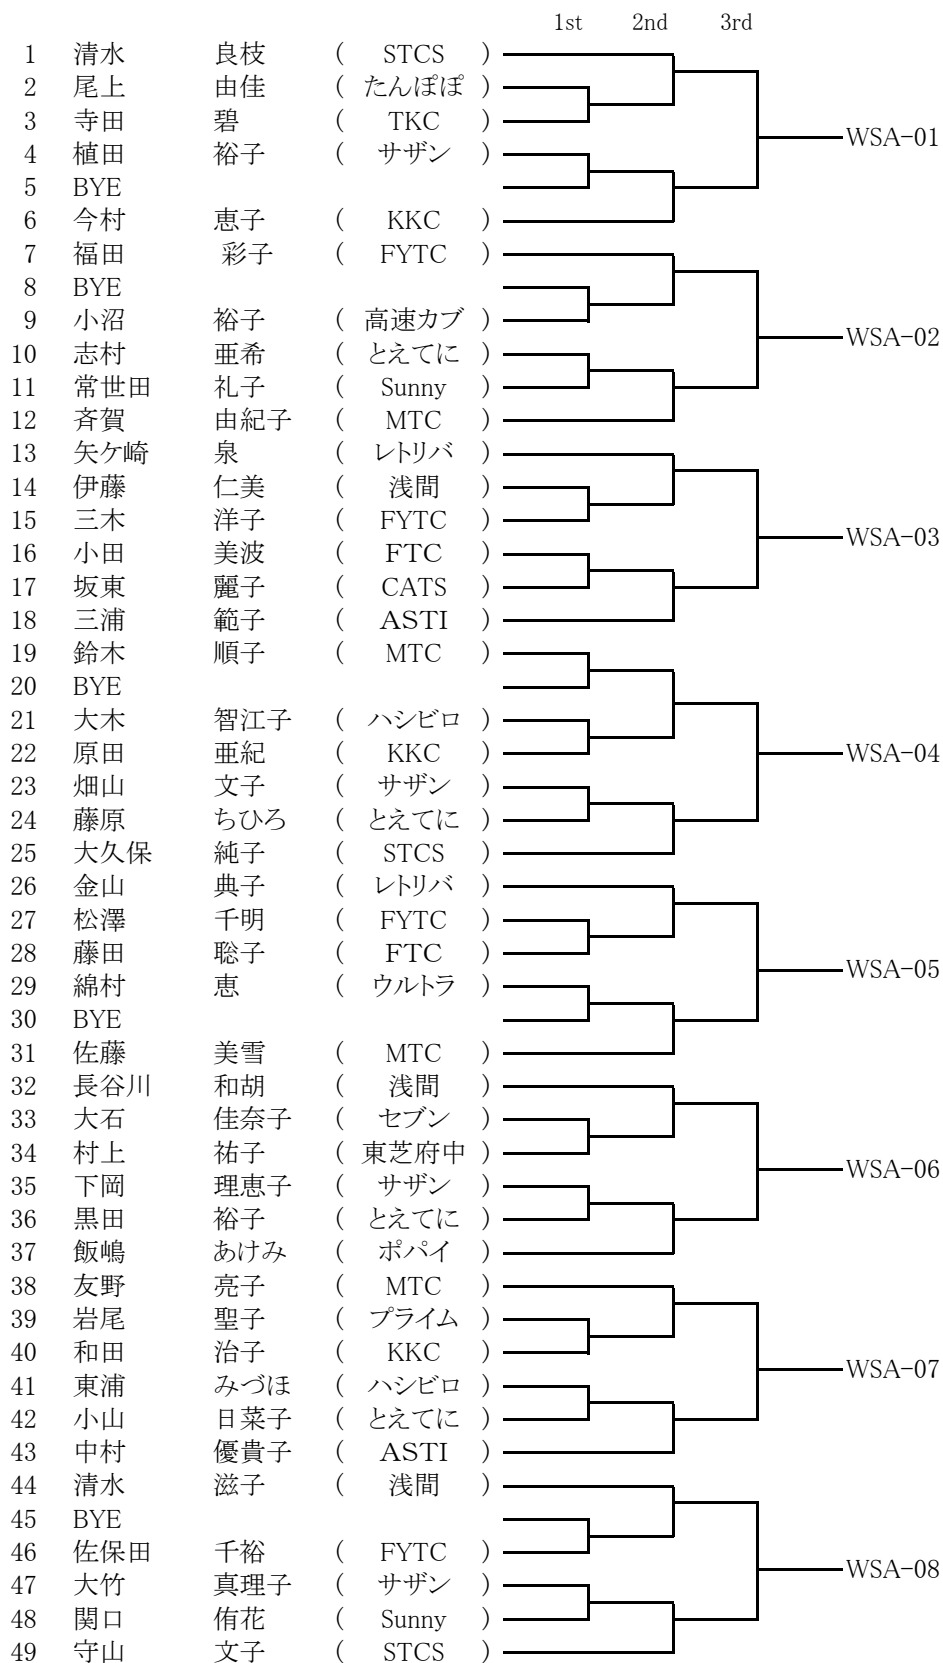 1st 2nd 3rd
1 清水 良枝 ( STCS )
2 尾上 由佳 ( たんぽぽ )
3 寺田 碧 ( TKC )
WSA-01
4 植田 裕子 ( サザン )
5 BYE
6 今村 恵子 ( KKC )
7 福田 彩子 ( FYTC )
8 BYE
9 小沼 裕子 ( 高速カブ )
WSA-02
10 志村 亜希 ( とえてに )
11 常世田 礼子 ( Sunny )
12 斉賀 由紀子 ( MTC )
13 矢ケ崎 泉 ( レトリバ )
14 伊藤 仁美 ( 浅間 )
15 三木 洋子 ( FYTC )
WSA-03
16 小田 美波 ( FTC )
17 坂東 麗子 ( CATS )
18 三浦 範子 ( ASTI )
19 鈴木 順子 ( MTC )
20 BYE
21 大木 智江子 ( ハシビロ )
22 原田 亜紀 ( KKC ) WSA-04
23 畑山 文子 ( サザン )
24 藤原 ちひろ ( とえてに )
25 大久保 純子 ( STCS )
26 金山 典子 ( レトリバ )
27 松澤 千明 ( FYTC )
28 藤田 聡子 ( FTC )
WSA-05
29 綿村 恵 ( ウルトラ )
30 BYE
31 佐藤 美雪 ( MTC )
32 長谷川 和胡 ( 浅間 )
33 大石 佳奈子 ( セブン )
34 村上 祐子 ( 東芝府中 )
WSA-06
35 下岡 理恵子 ( サザン )
36 黒田 裕子 ( とえてに )
37 飯嶋 あけみ ( ポパイ )
38 友野 亮子 ( MTC )
39 岩尾 聖子 ( プライム )
40 和田 治子 ( KKC )
WSA-07
41 東浦 みづほ ( ハシビロ )
42 小山 日菜子 ( とえてに )
43 中村 優貴子 ( ASTI )
44 清水 滋子 ( 浅間 )
45 BYE
46 佐保田 千裕 ( FYTC )
WSA-08
47 大竹 真理子 ( サザン )
48 関口 侑花 ( Sunny )
49 守山 文子 ( STCS )